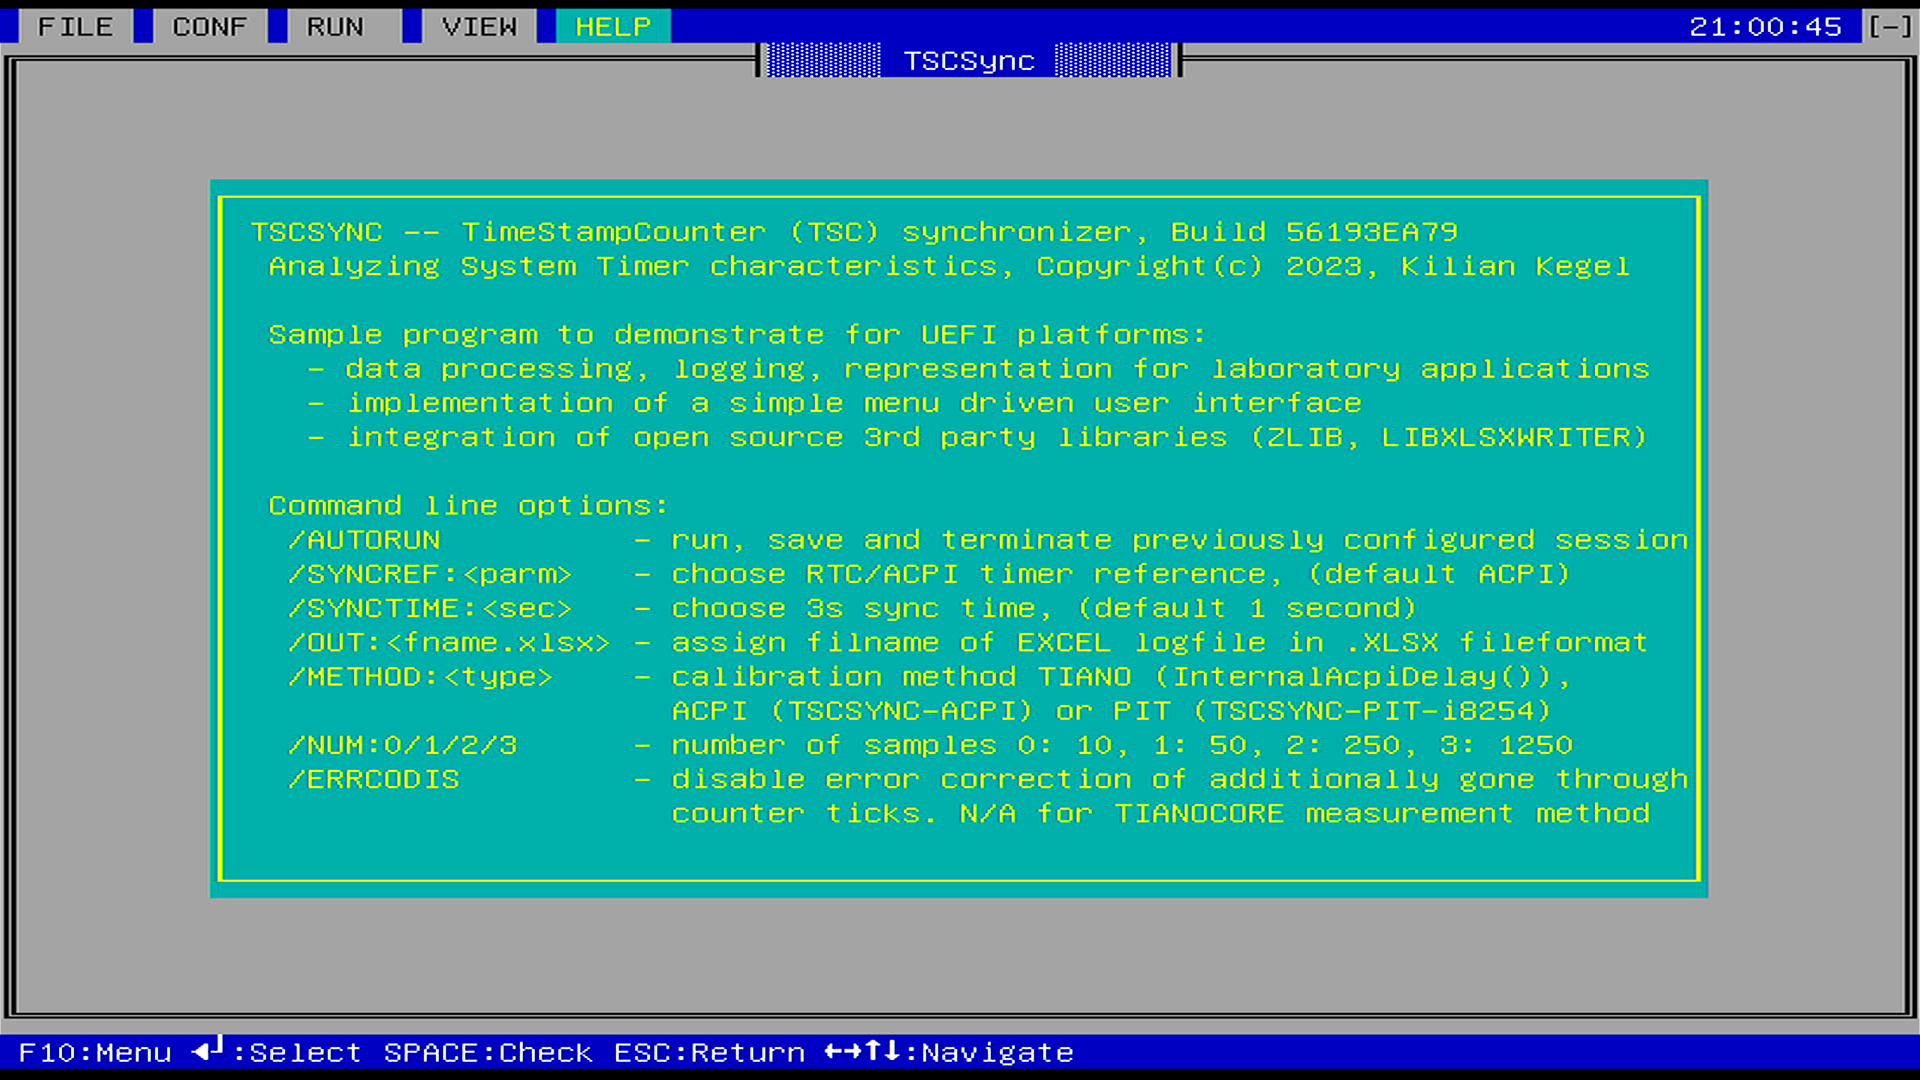 FILE CONF RUN VIEW HELP 21:00:45 [-]
TSCSync
TSCSYNC -- TimeStampCounter (TSC) synchronizer, Build 56193EA79
Analyzing System Timer characteristics, Copyright(c) 2023, Kilian Kegel
Sample program to demonstrate for UEFI platforms:
- data processing, logging, representation for laboratory applications
- implementation of a simple menu driven user interface
- integration of open source 3rd party libraries (ZLIB, LIBXLSXWRITER)
Command line options:
/AUTORUN - run, save and terminate previously configured session
/SYNCREF:<parm> - choose RTC/ACPI timer reference, (default ACPI)
/SYNCTIME:<sec> - choose 3s sync time, (default 1 second)
/OUT:<fname.xlsx> - assign filname of EXCEL logfile in .XLSX fileformat
/METHOD:<type> - calibration method TIANO (InternalAcpiDelay()),
ACPI (TSCSYNC-ACPI) or PIT (TSCSYNC-PIT-i8254)
/NUM:0/1/2/3 - number of samples 0: 10, 1: 50, 2: 250, 3: 1250
/ERRCODIS - disable error correction of additionally gone through
counter ticks. N/A for TIANOCORE measurement method
F10:Menu ◄┘:Select SPACE:Check ESC:Return ←→↑↓:Navigate